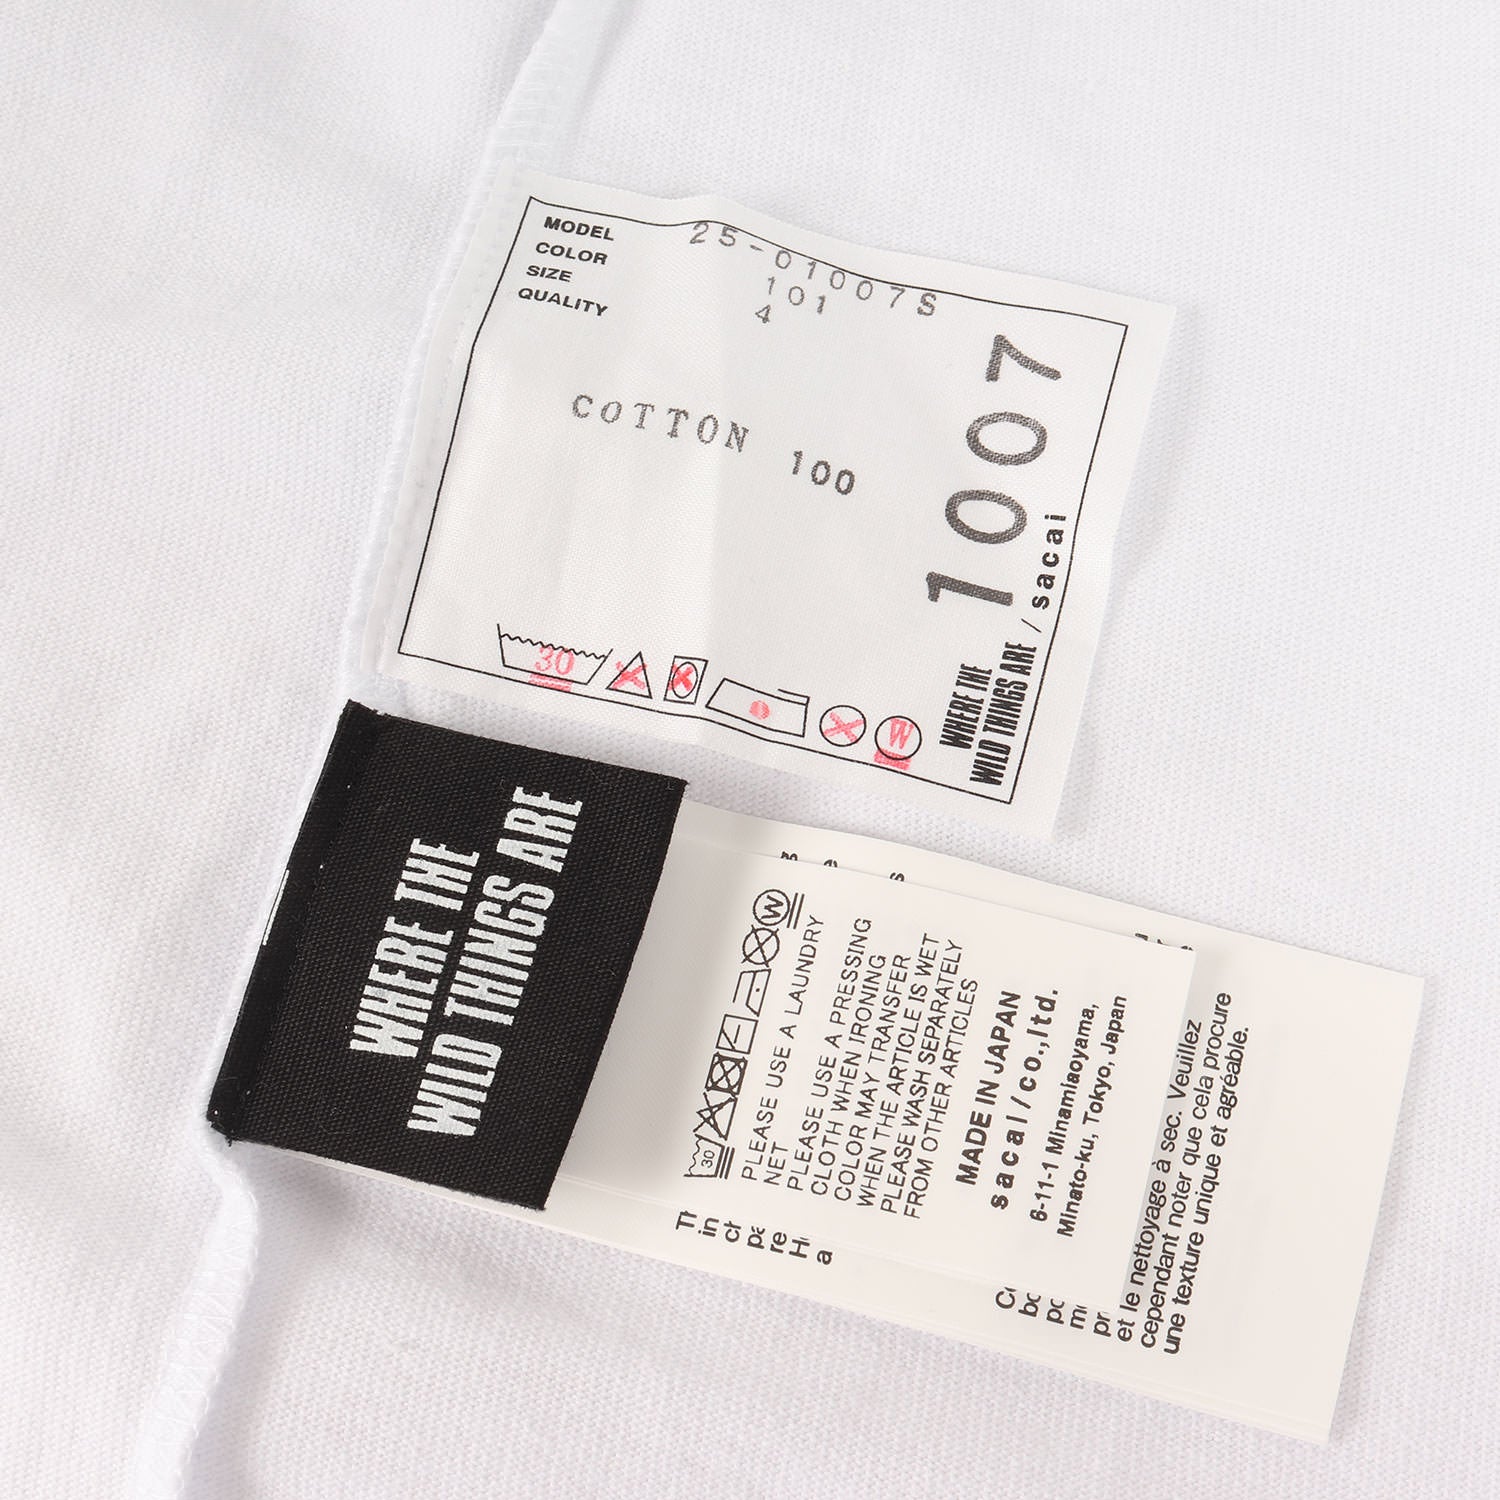 MODEL 25-01007S
COLOR 101
SIZE 4
QUALITY
COTTON 100
1007
WHERE THE
WILD THINGS ARE / sacai
30
W
WHERE THE
WILD THINGS ARE
30
W
PLEASE USE A LAUNDRY
NET
PLEASE USE A PRESSING
CLOTH WHEN IRONING
COLOR MAY TRANSFER
WHEN THE ARTICLE IS WET
PLEASE WASH SEPARATELY
FROM OTHER ARTICLES
MADE IN JAPAN
sacai/co.,ltd.
6-11-1 Minamiaoyama,
Minato-ku, Tokyo, Japan
et le nettoyage à sec. Veuillez
cependant noter que cela procure
une texture unique et agréable.